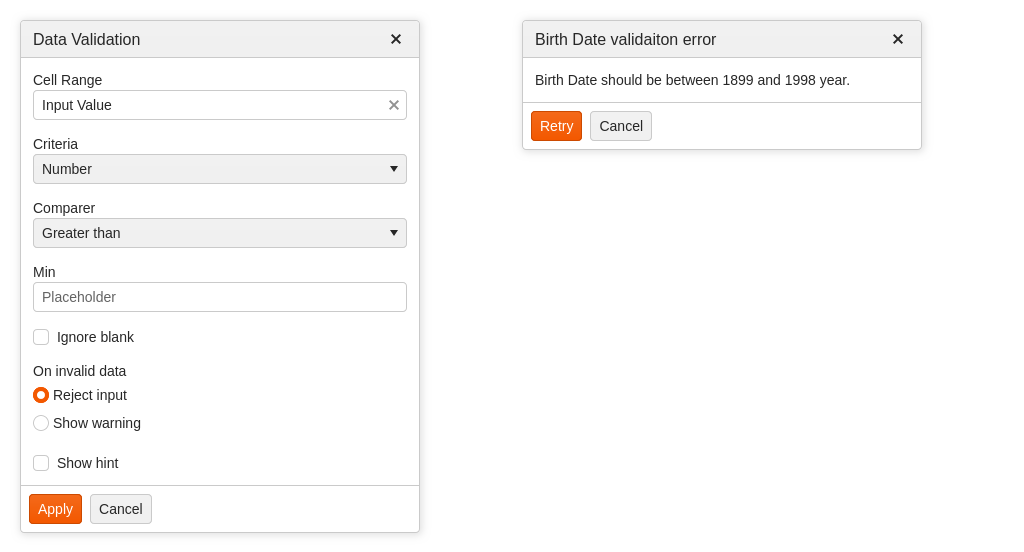 Data Validation
Cell Range
Input Value
Criteria
Number
Comparer
Greater than
Min
Placeholder
Ignore blank
On invalid data
Reject input
Show warning
Show hint
Apply Cancel
Birth Date validaiton error
Birth Date should be between 1899 and 1998 year.
Retry Cancel